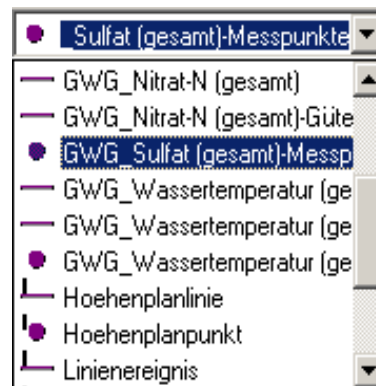 _Sulfat (gesamt)-Messpunkte
GWG_Nitrat-N (gesamt)
GWG_Nitrat-N (gesamt)-Güte
GWG_Sulfat (gesamt)-Messp
GWG_Wassertemperatur (ge
GWG_Wassertemperatur (ge
GWG_Wassertemperatur (ge
Hoehenplanlinie
Hoehenplanpunkt
Linienereignis